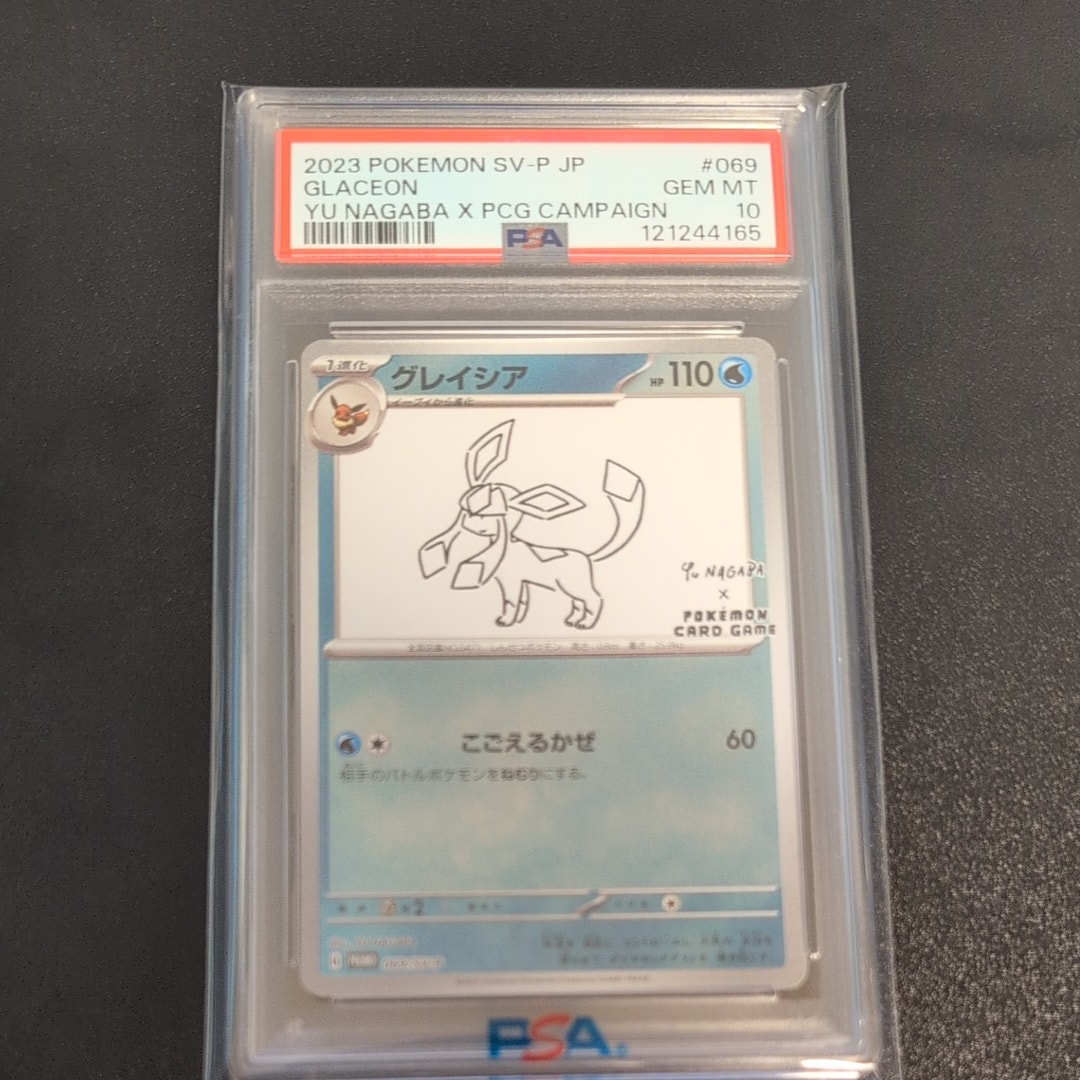 2023 POKEMON SV-P JP #069
GLACEON GEM MT
YU NAGABA X PCG CAMPAIGN 10
PSA 121244165
1進化 グレイシア HP 110
イーブイから進化
Yu NAGABA
×
POKÉMON
CARD GAME
こごえるかぜ 60
相手のバトルポケモンをねむりにする。
×2
PROMO
PSA